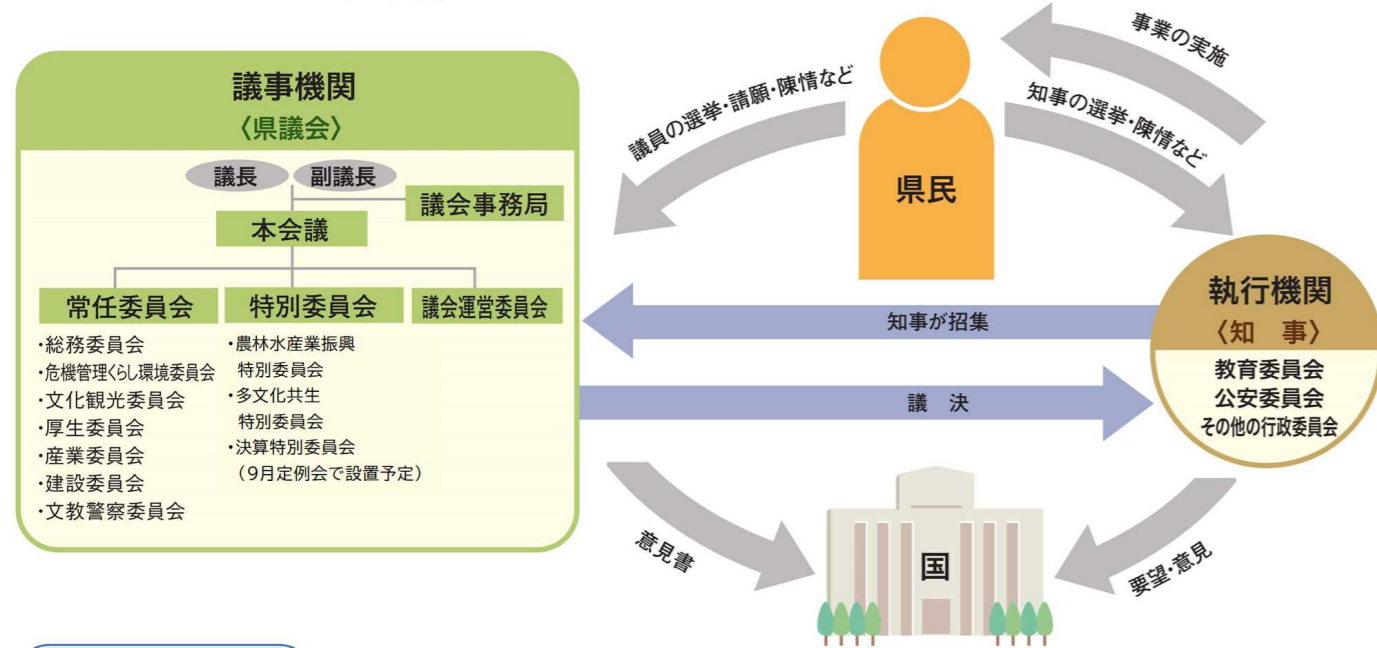 議事機関
〈県議会〉
議長
副議長
議会事務局
本会議
常任委員会
・総務委員会
・危機管理くらし環境委員会
・文化観光委員会
・厚生委員会
・産業委員会
・建設委員会
・文教警察委員会
特別委員会
・農林水産業振興
特別委員会
・多文化共生
特別委員会
・決算特別委員会
（9月定例会で設置予定）
議会運営委員会
議員の選挙・請願・陳情など
県民
事業の実施
知事の選挙・陳情など
知事が招集
議　決
執行機関
〈知　事〉
教育委員会
公安委員会
その他の行政委員会
意見書
国
要望・意見